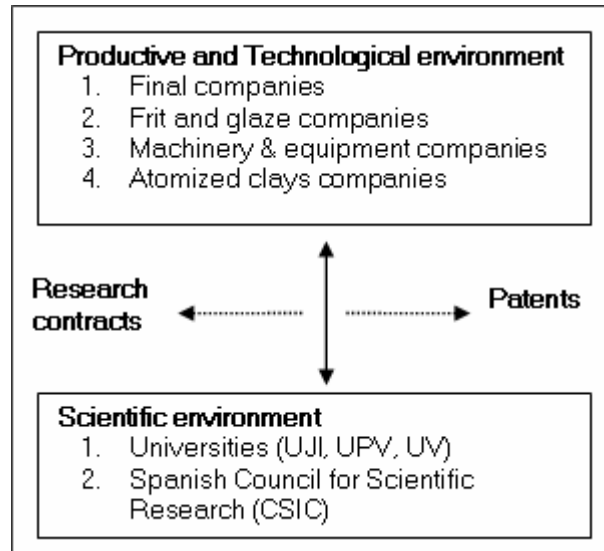 Productive and Technological environment
1. Final companies
2. Frit and glaze companies
3. Machinery & equipment companies
4. Atomized clays companies
Research
contracts
Patents
Scientific environment
1. Universities (UJI, UPV, UV)
2. Spanish Council for Scientific
Research (CSIC)